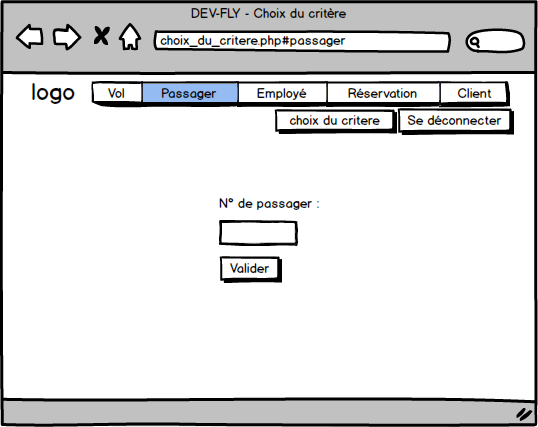 DEV-FLY - Choix du critère
choix_du_critere.php#passager
logo
Vol Passager Employé Réservation Client
choix du critere Se déconnecter
N° de passager :
Valider